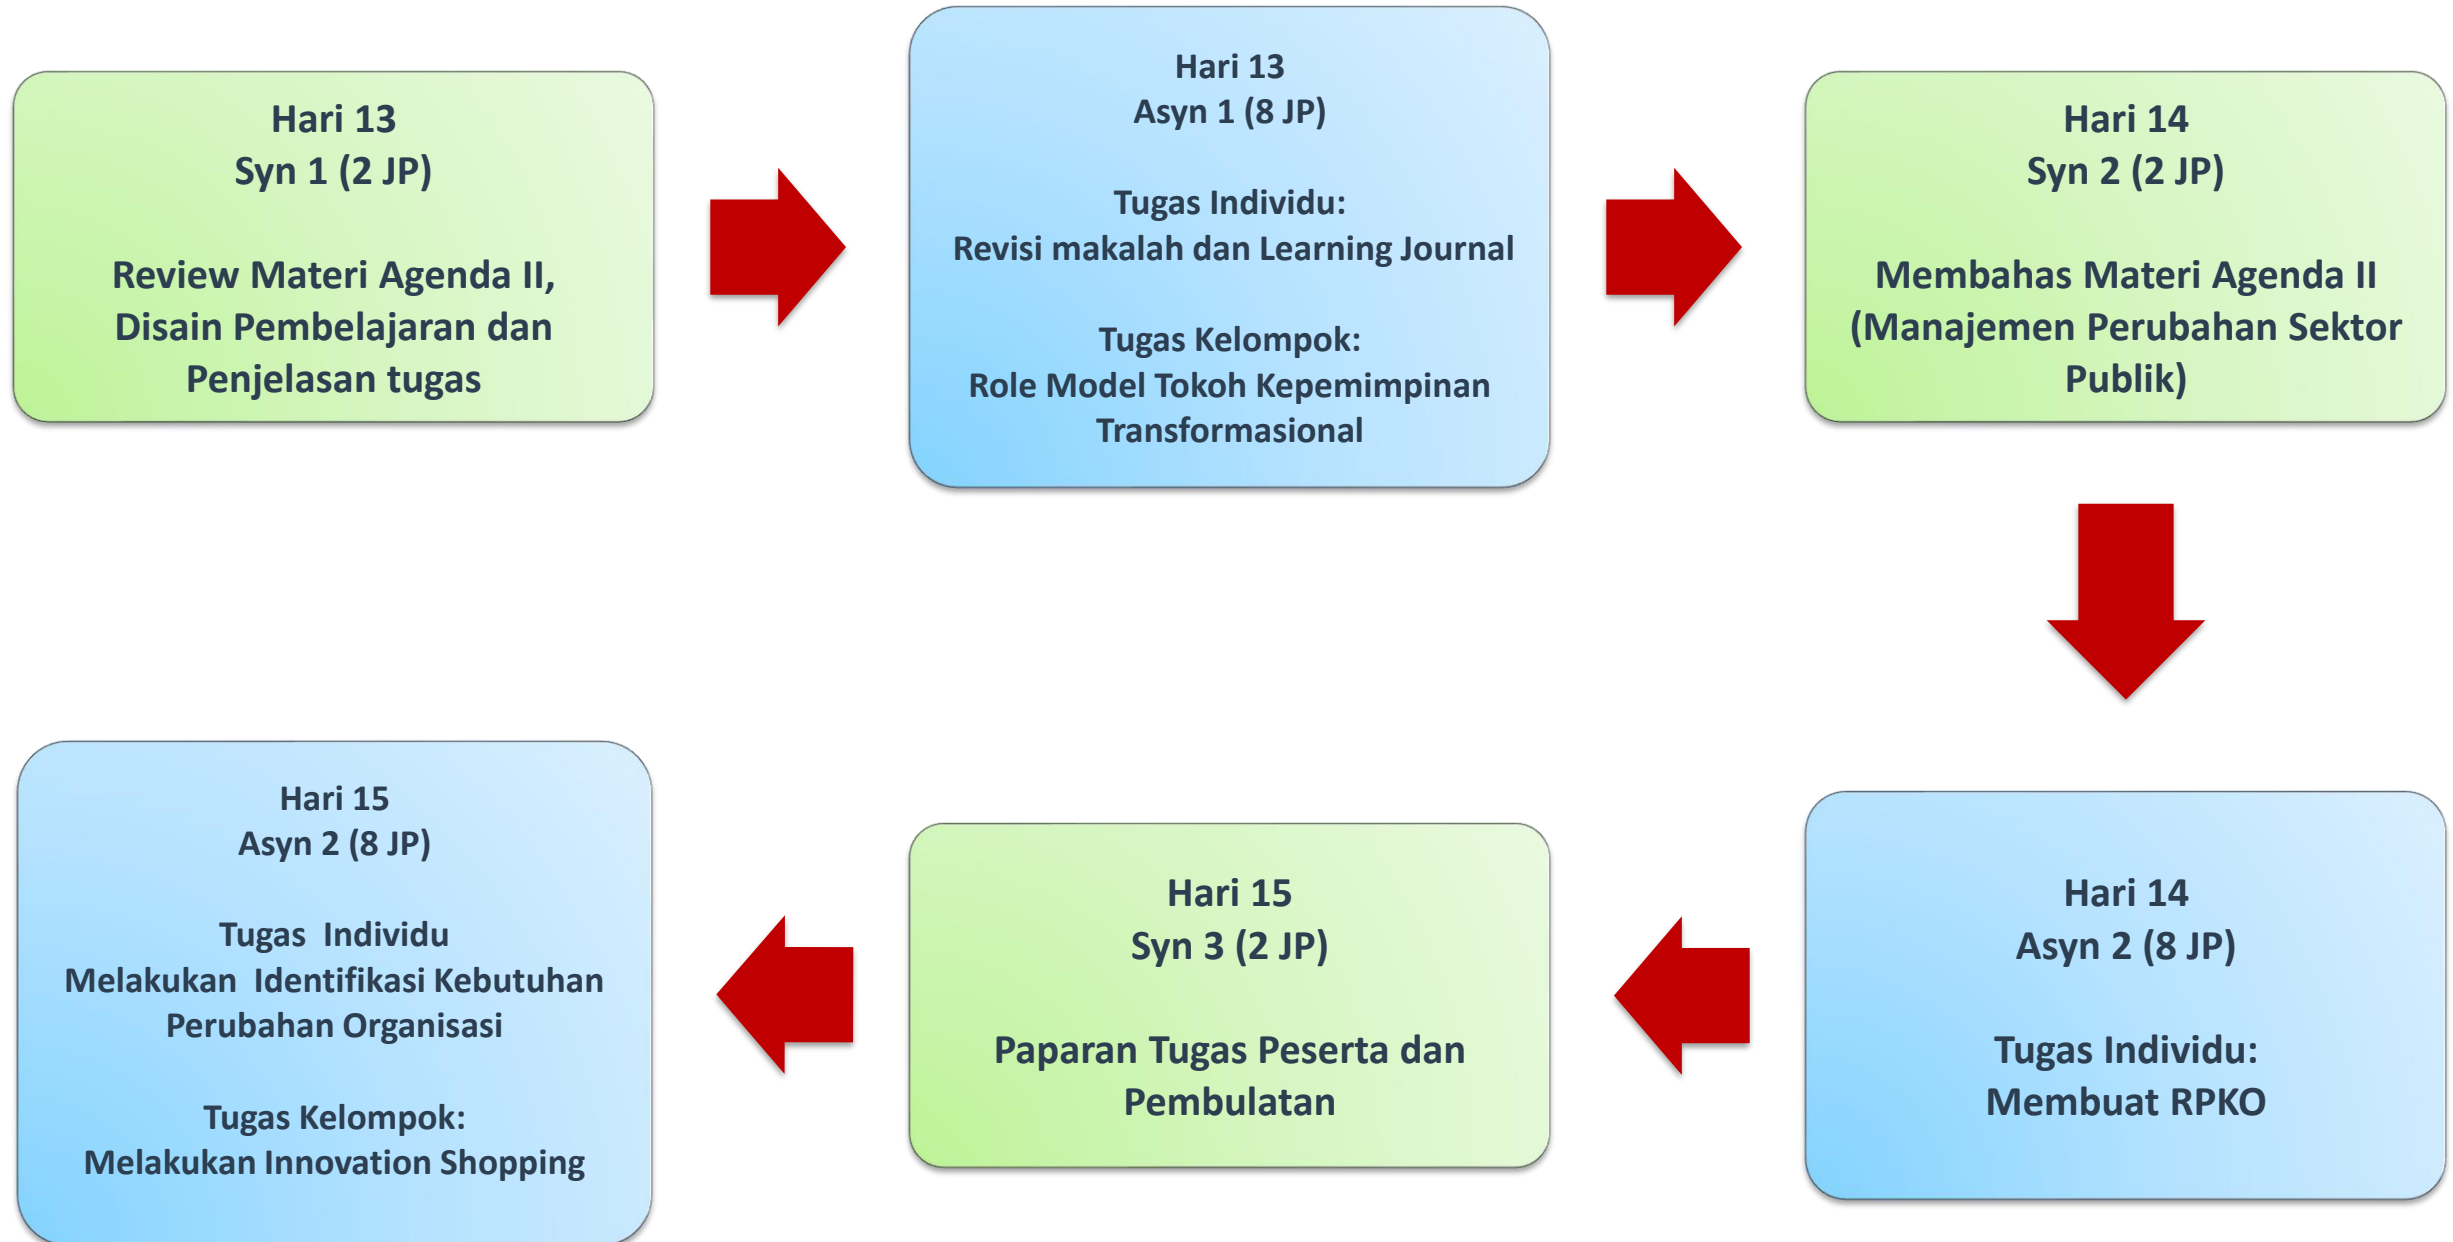 Hari 13
Syn 1 (2 JP)
Review Materi Agenda II,
Disain Pembelajaran dan
Penjelasan tugas
Hari 13
Asyn 1 (8 JP)
Tugas Individu:
Revisi makalah dan Learning Journal
Tugas Kelompok:
Role Model Tokoh Kepemimpinan
Transformasional
Hari 14
Syn 2 (2 JP)
Membahas Materi Agenda II
(Manajemen Perubahan Sektor
Publik)
Hari 14
Asyn 2 (8 JP)
Tugas Individu:
Membuat RPKO
Hari 15
Syn 3 (2 JP)
Paparan Tugas Peserta dan
Pembulatan
Hari 15
Asyn 2 (8 JP)
Tugas Individu
Melakukan Identifikasi Kebutuhan
Perubahan Organisasi
Tugas Kelompok:
Melakukan Innovation Shopping